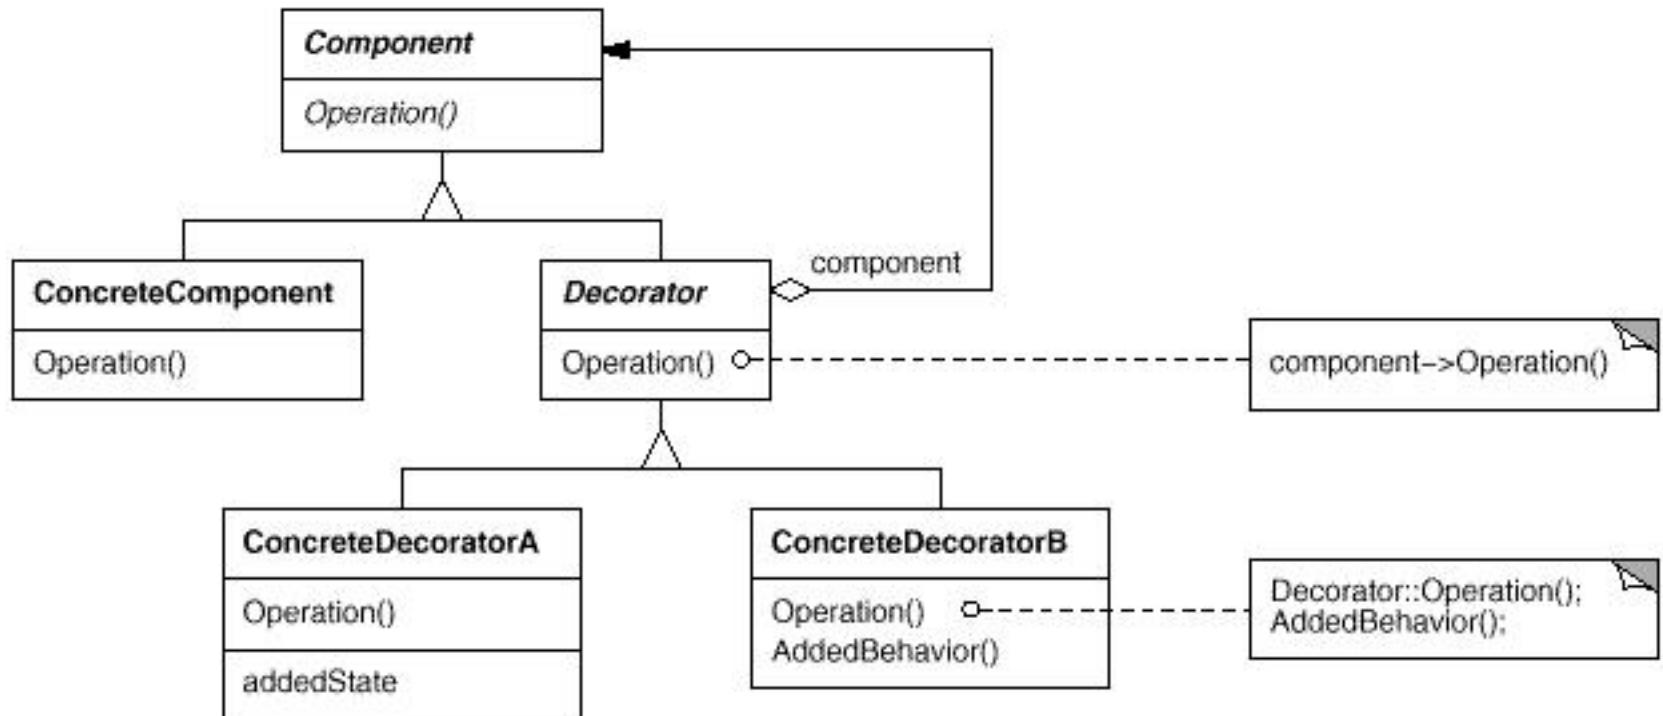 Component
Operation()
component
ConcreteComponent
Operation()
Decorator
Operation()
component–>Operation()
ConcreteDecoratorA
Operation()
addedState
ConcreteDecoratorB
Operation()
AddedBehavior()
Decorator::Operation();
AddedBehavior();